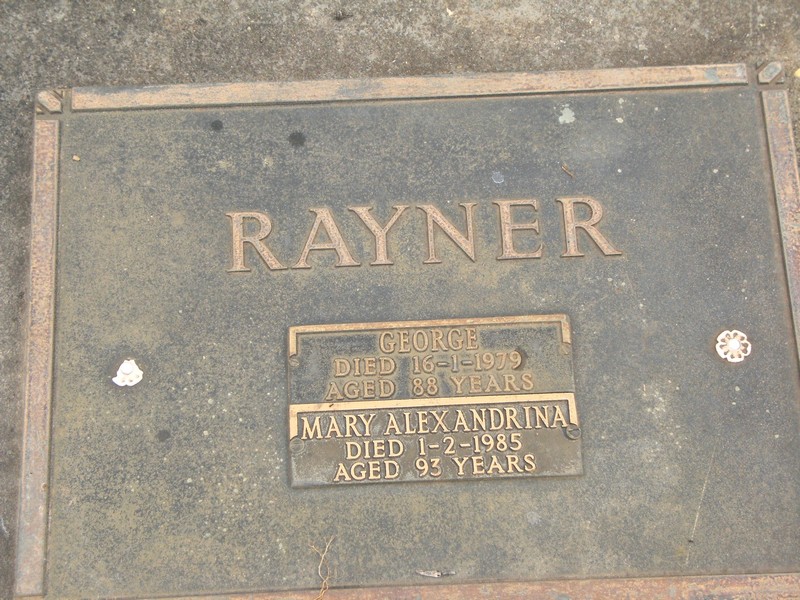 RAYNER
GEORGE
DIED 16-1-1979
AGED 88 YEARS
MARY ALEXANDRINA
DIED 1-2-1985
AGED 93 YEARS